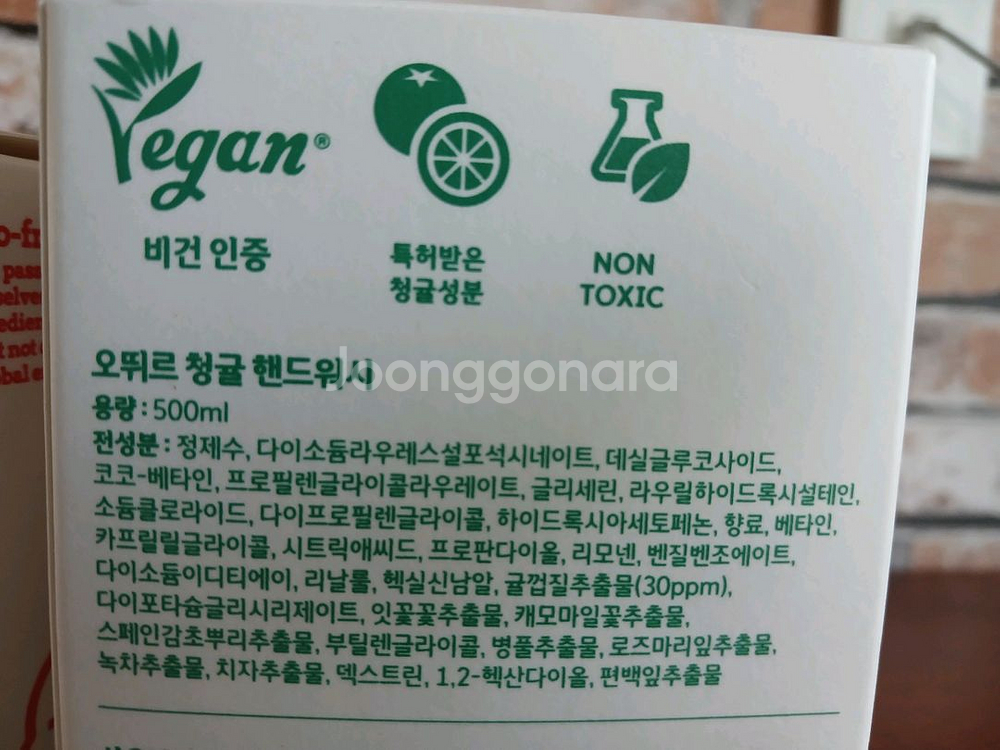 Vegan®
비건 인증
특허받은
청귤성분
NON
TOXIC
오뛰르 청귤 핸드워시
joonggonara
용량 : 500ml
전성분 : 정제수, 다이소듐라우레스설포석시네이트, 데실글루코사이드,
코코-베타인, 프로필렌글라이콜라우레이트, 글리세린, 라우릴하이드록시설테인,
소듐클로라이드, 다이프로필렌글라이콜, 하이드록시아세토페논, 향료, 베타인,
카프릴릴글라이콜, 시트릭애씨드, 프로판다이올, 리모넨, 벤질벤조에이트,
다이소듐이디티에이, 리날룰, 헥실신남알, 귤껍질추출물(30ppm),
다이포타슘글리시리제이트, 잇꽃꽃추출물, 캐모마일꽃추출물,
스페인감초뿌리추출물, 부틸렌글라이콜, 병풀추출물, 로즈마리잎추출물,
녹차추출물, 치자추출물, 덱스트린, 1,2-헥산다이올, 편백잎추출물